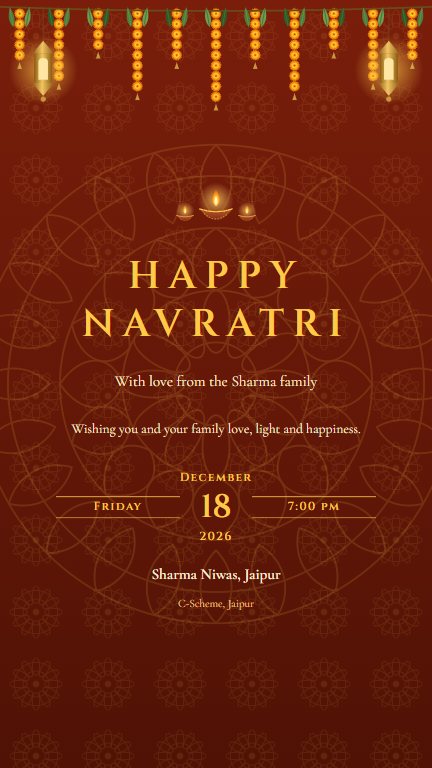 HAPPY
NAVRATRI
With love from the Sharma family
Wishing you and your family love, light and happiness.
December
Friday 18 7:00 pm
2026
Sharma Niwas, Jaipur
C-Scheme, Jaipur